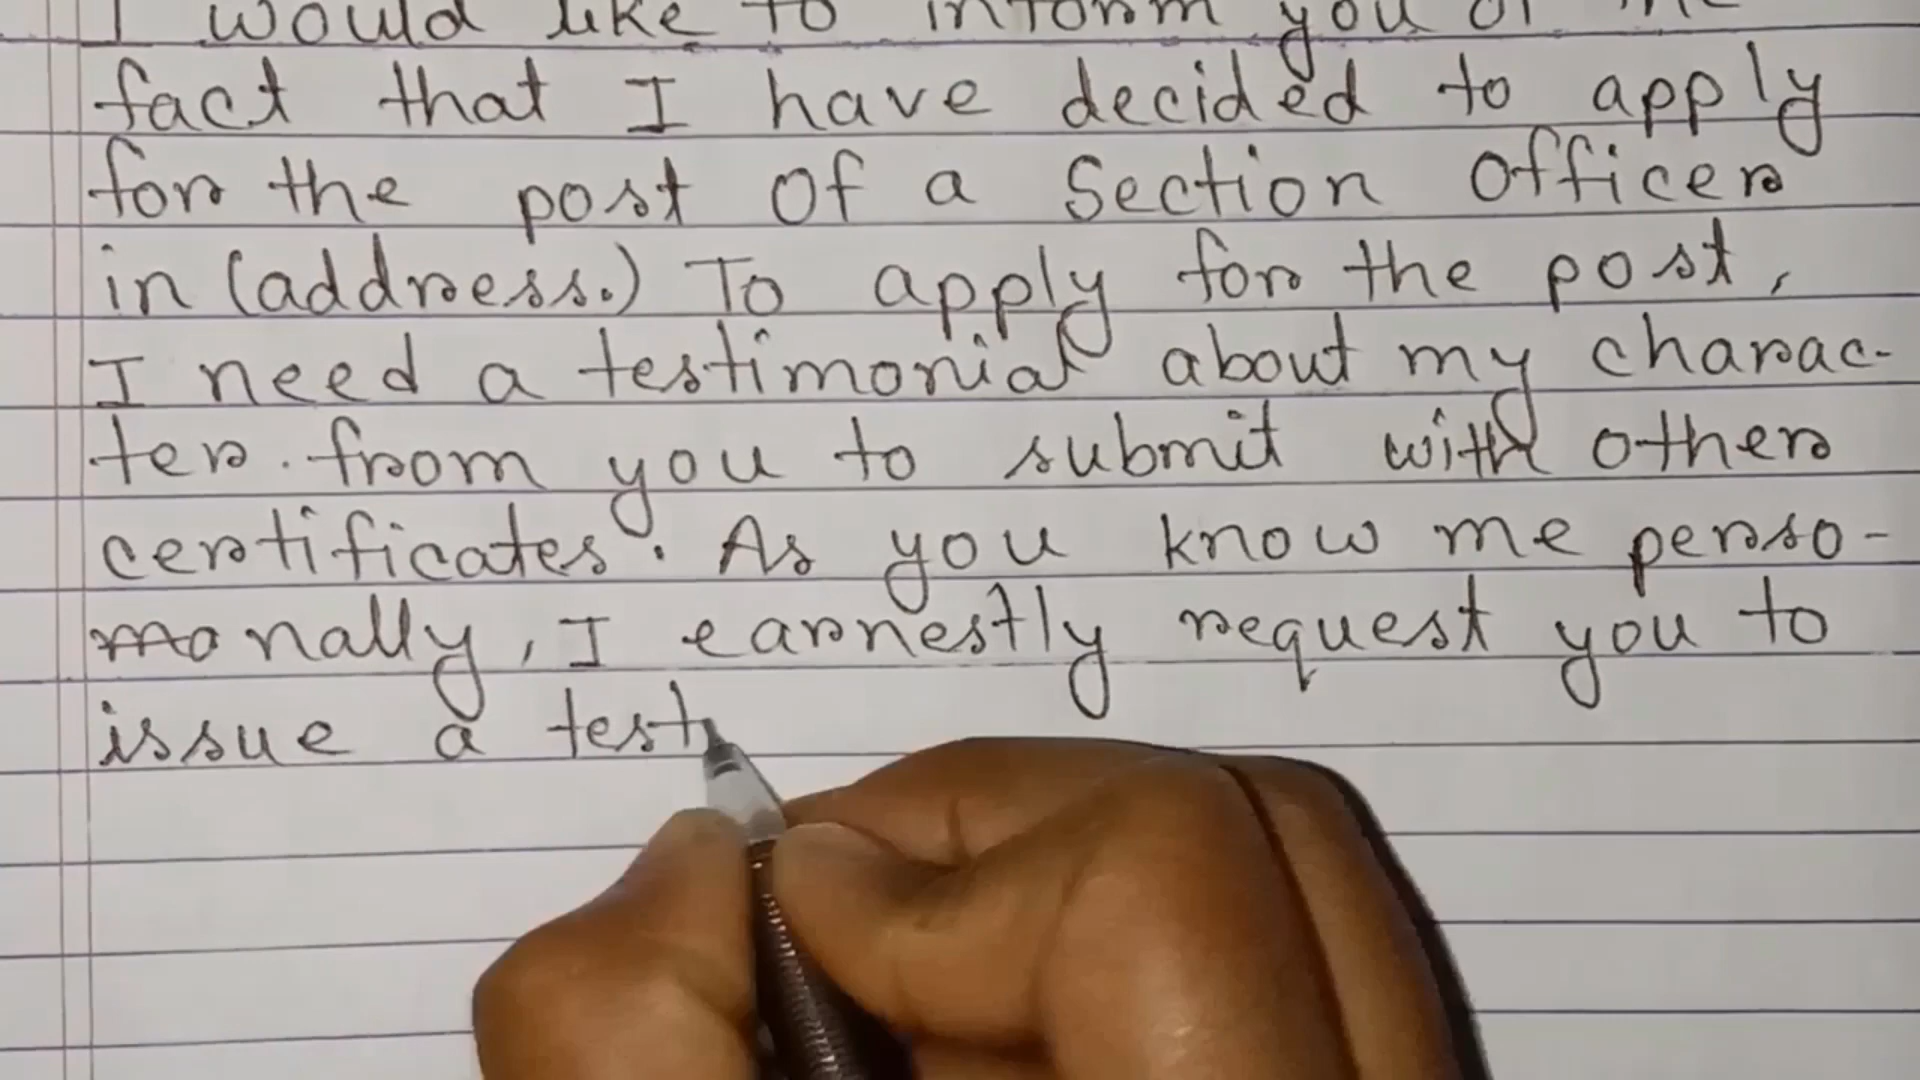 I would like to inform you of the
fact that I have decided to apply
for the post of a Section Officer
in (address.) To apply for the post,
I need a testimonial about my charac-
ter. from you to submit with other
certificates. As you know me perso-
nally, I earnestly request you to
issue a test